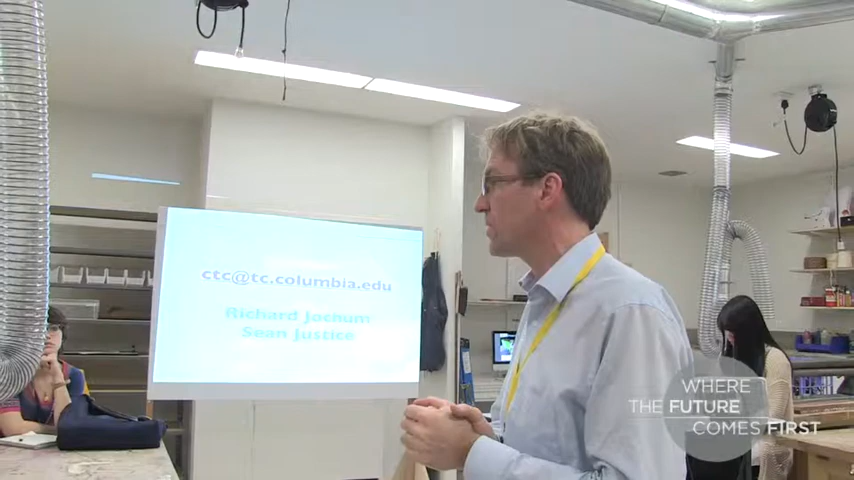 ctc@tc.columbia.edu
Richard Jochum
Sean Justice
WHERE
THE FUTURE
COMES FIRST